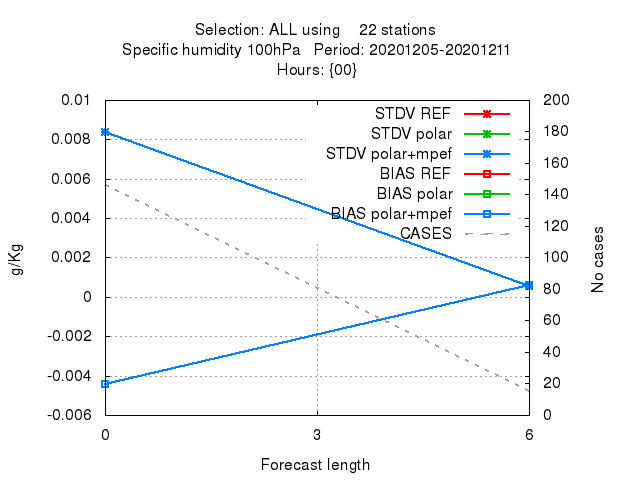 Selection: ALL using 22 stations
Specific humidity 100hPa Period: 20201205-20201211
Hours: {00}
0.01
0.008
0.006
0.004
0.002
0
-0.002
-0.004
-0.006
g/Kg
STDV REF
STDV polar
STDV polar+mpef
BIAS REF
BIAS polar
BIAS polar+mpef
CASES
200
180
160
140
120
100
80
60
40
20
0
No cases
0 3 6
Forecast length